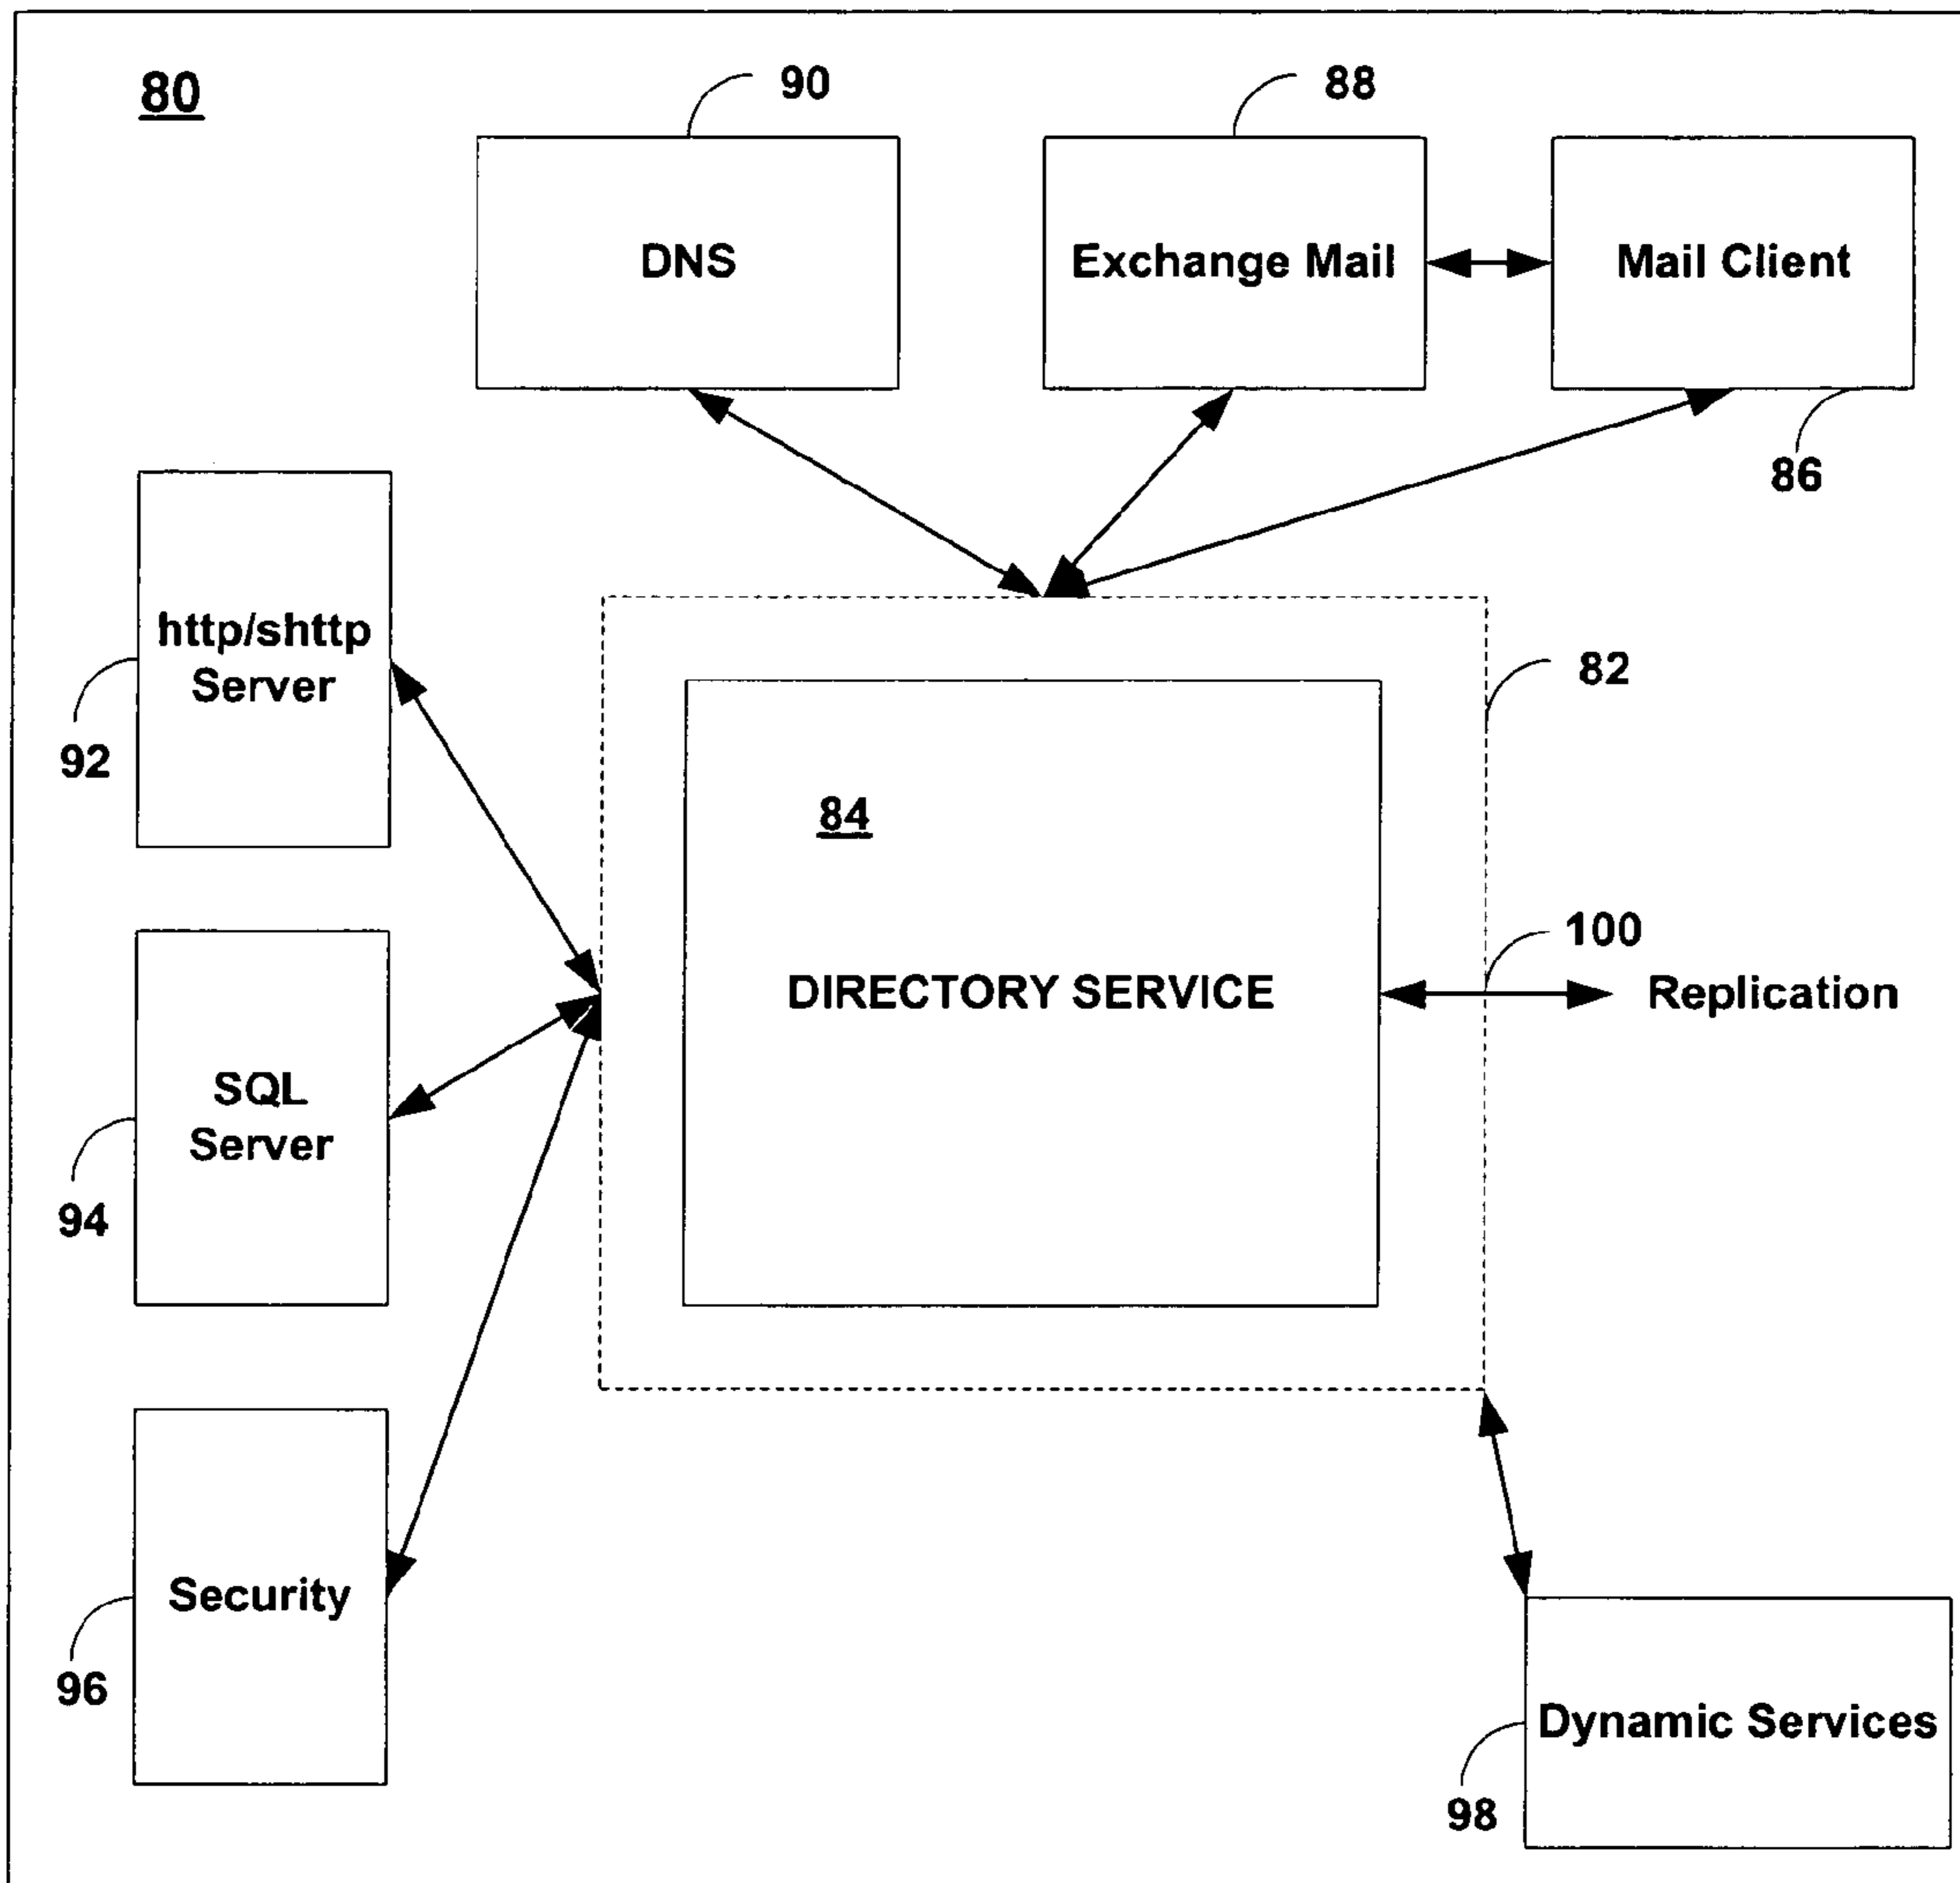 80
90
88
DNS
Exchange Mail
Mail Client
86
http/shttp
Server
92
82
84
100
DIRECTORY SERVICE
Replication
SQL
Server
94
Security
96
Dynamic Services
98